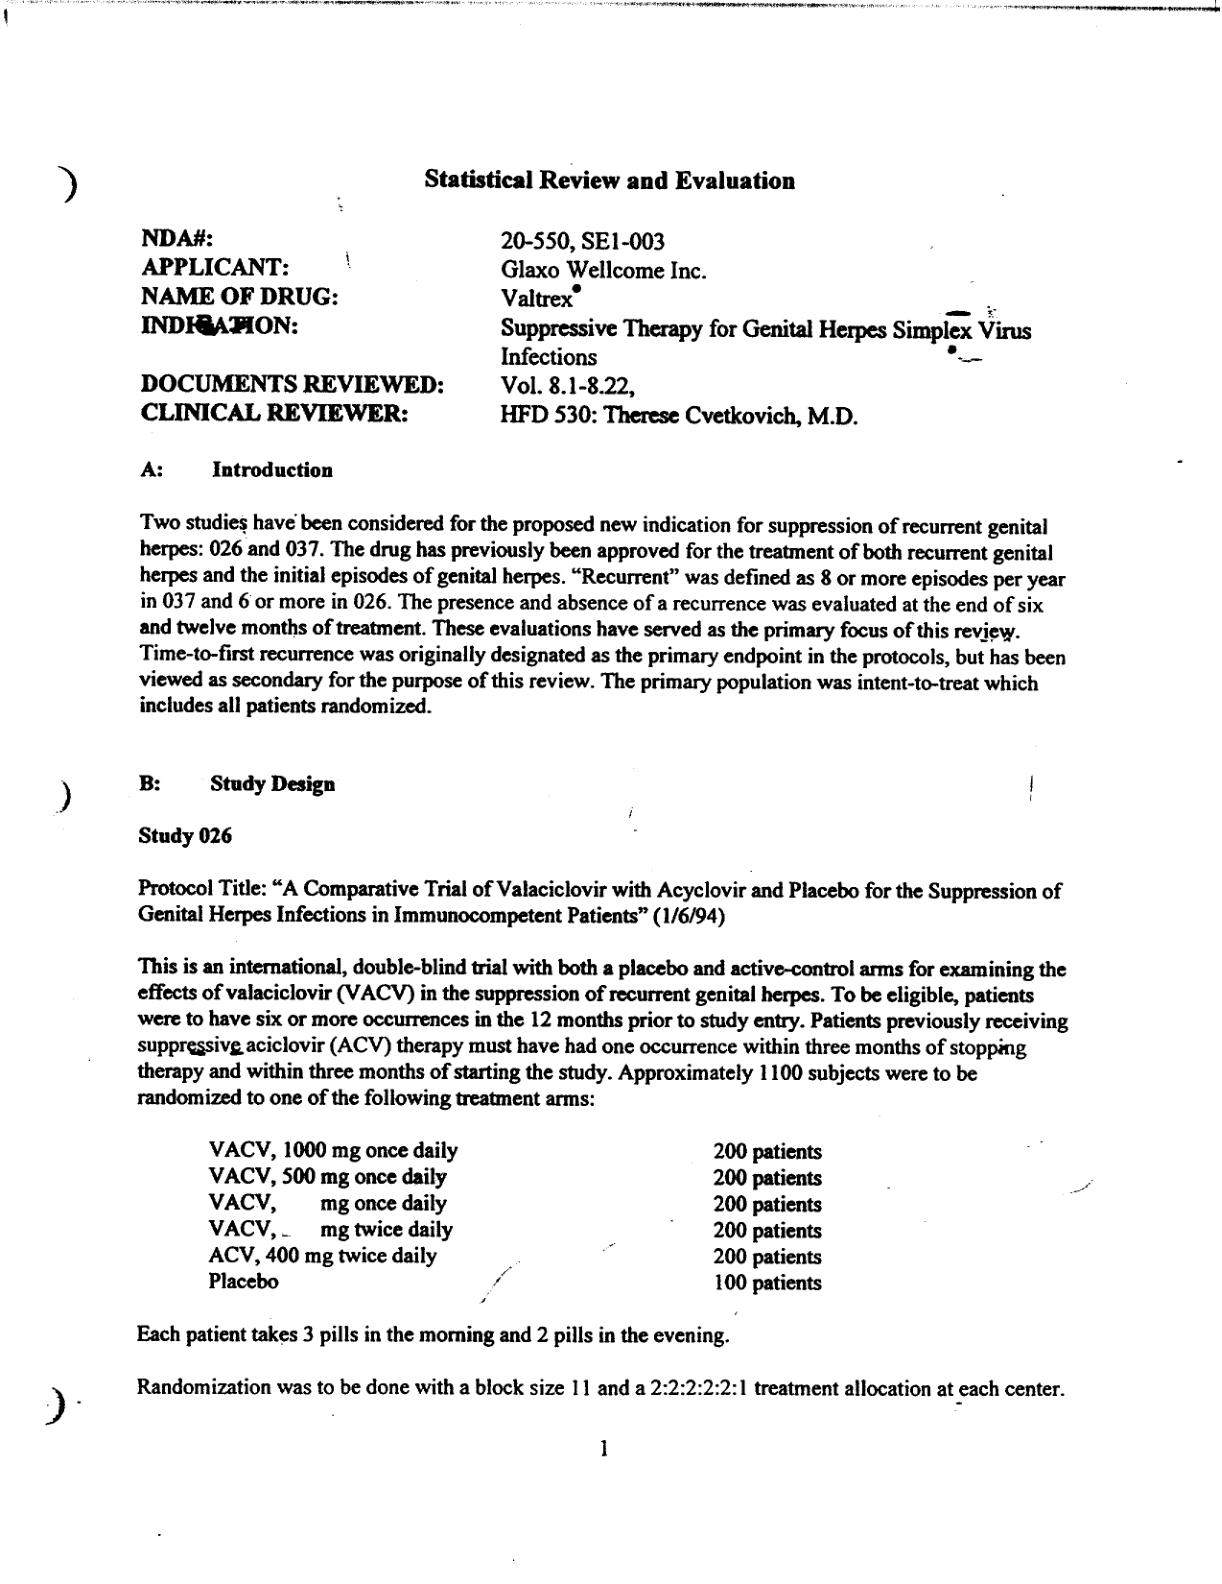 Statistical Review and Evaluation
NDA#: 20-550, SE1-003
APPLICANT: Glaxo Wellcome Inc.
NAME OF DRUG: Valtrex
INDICATION: Suppressive Therapy for Genital Herpes Simplex Virus
Infections
DOCUMENTS REVIEWED: Vol. 8.1-8.22,
CLINICAL REVIEWER: HFD 530: Therese Cvetkovich, M.D.
A: Introduction
Two studies have been considered for the proposed new indication for suppression of recurrent genital
herpes: 026 and 037. The drug has previously been approved for the treatment of both recurrent genital
herpes and the initial episodes of genital herpes. “Recurrent” was defined as 8 or more episodes per year
in 037 and 6 or more in 026. The presence and absence of a recurrence was evaluated at the end of six
and twelve months of treatment. These evaluations have served as the primary focus of this review.
Time-to-first recurrence was originally designated as the primary endpoint in the protocols, but has been
viewed as secondary for the purpose of this review. The primary population was intent-to-treat which
includes all patients randomized.
B: Study Design
Study 026
Protocol Title: “A Comparative Trial of Valaciclovir with Acyclovir and Placebo for the Suppression of
Genital Herpes Infections in Immunocompetent Patients” (1/6/94)
This is an international, double-blind trial with both a placebo and active-control arms for examining the
effects of valaciclovir (VACV) in the suppression of recurrent genital herpes. To be eligible, patients
were to have six or more occurrences in the 12 months prior to study entry. Patients previously receiving
suppressive aciclovir (ACV) therapy must have had one occurrence within three months of stopping
therapy and within three months of starting the study. Approximately 1100 subjects were to be
randomized to one of the following treatment arms:
VACV, 1000 mg once daily 200 patients
VACV, 500 mg once daily 200 patients
VACV, mg once daily 200 patients
VACV, mg twice daily 200 patients
ACV, 400 mg twice daily 200 patients
Placebo 100 patients
Each patient takes 3 pills in the morning and 2 pills in the evening.
Randomization was to be done with a block size 11 and a 2:2:2:2:2:1 treatment allocation at each center.
1